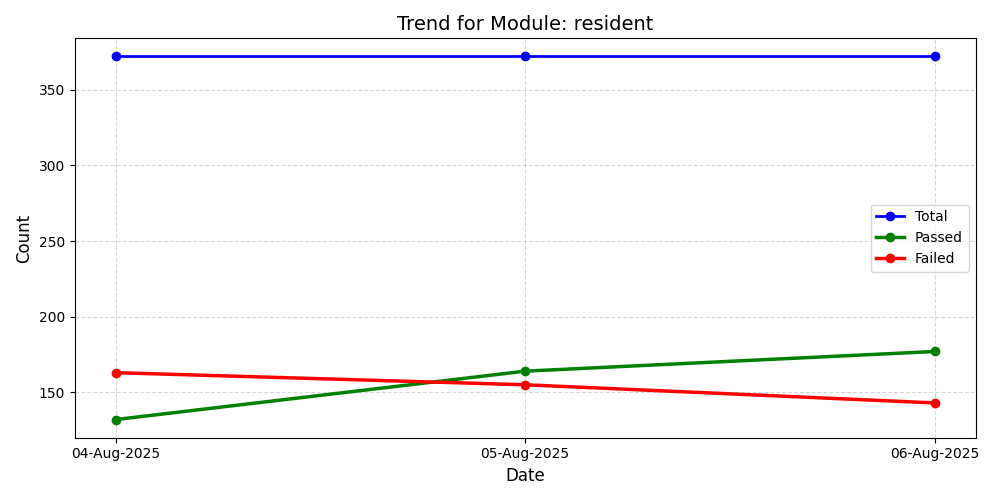 Trend for Module: resident
350
300
250
200
150
Count
Total
Passed
Failed
04-Aug-2025
05-Aug-2025
06-Aug-2025
Date